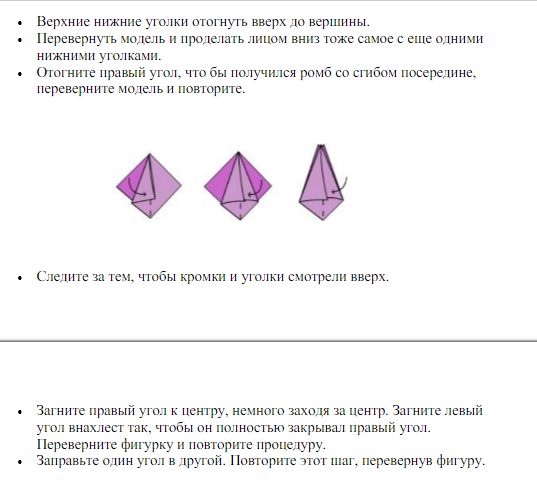 • Верхние нижние уголки отогнуть вверх до вершины.
• Перевернуть модель и проделать лицом вниз тоже самое с еще одними
нижними уголками.
• Отогните правый угол, что бы получился ромб со сгибом посередине,
переверните модель и повторите.
• Следите за тем, чтобы кромки и уголки смотрели вверх.
• Загните правый угол к центру, немного заходя за центр. Загните левый
угол внахлест так, чтобы он полностью закрывал правый угол.
Переверните фигурку и повторите процедуру.
• Заправьте один угол в другой. Повторите этот шаг, перевернув фигуру.